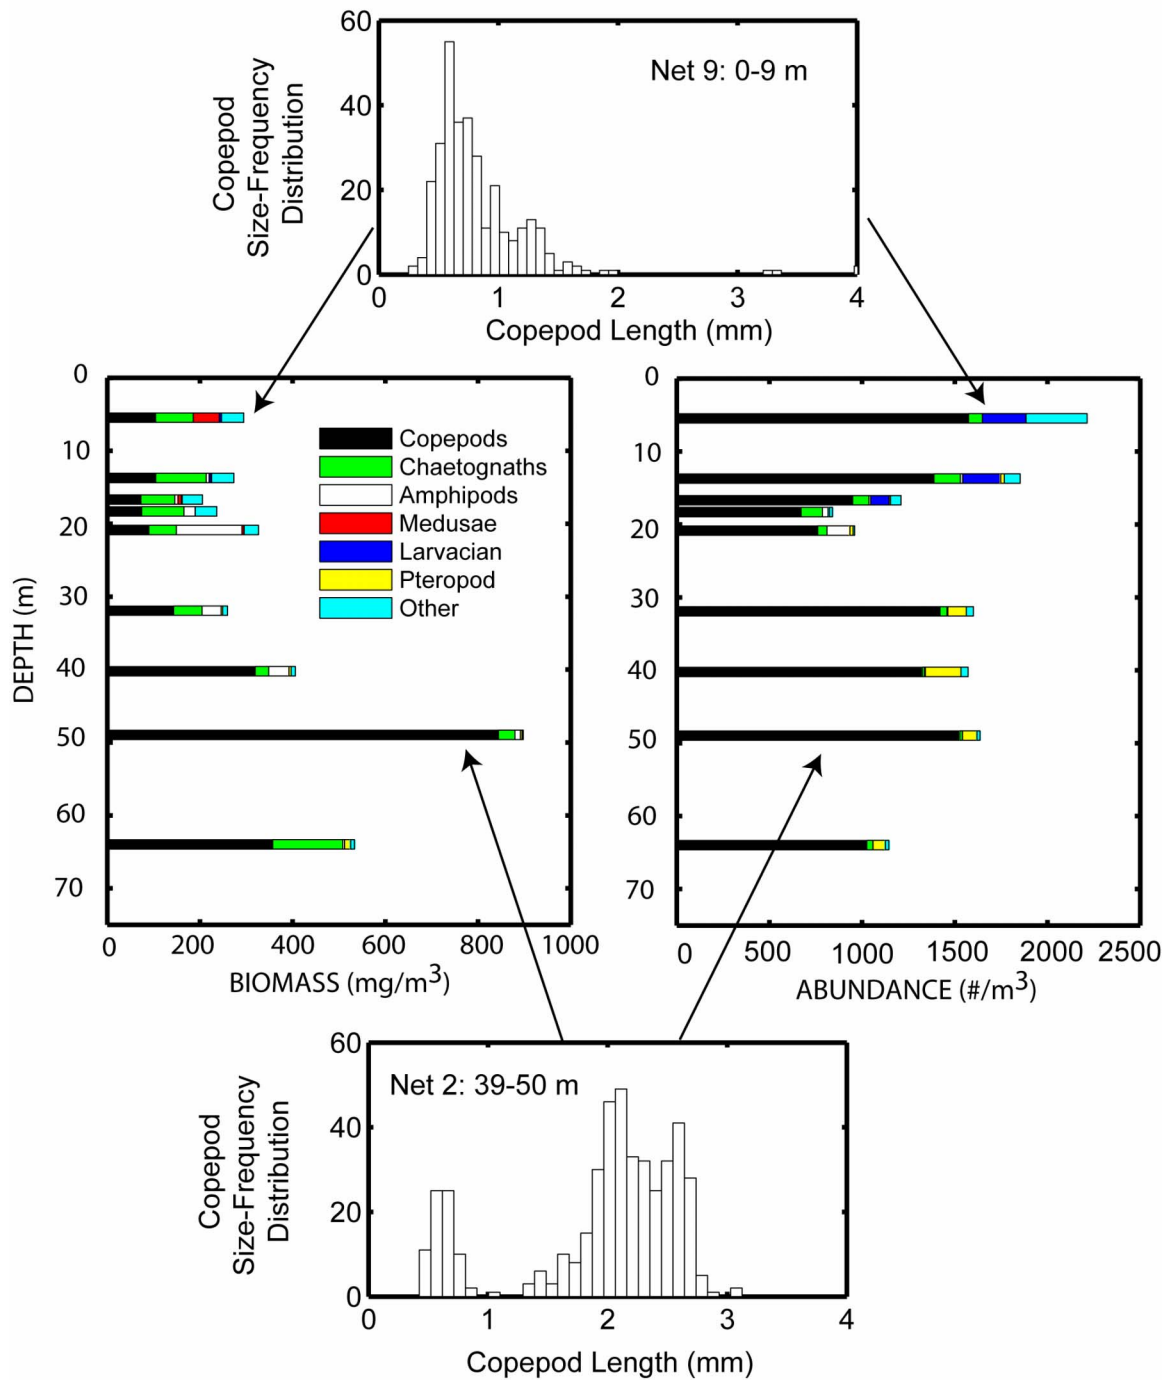 60
40
20
0
Copepod
Size-Frequency
Distribution
Net 9: 0-9 m
0 1 2 3 4
Copepod Length (mm)
0
10
20
30
40
50
60
70
DEPTH (m)
Copepods
Chaetognaths
Amphipods
Medusae
Larvacian
Pteropod
Other
0 200 400 600 800 1000
BIOMASS (mg/m³)
0
10
20
30
40
50
60
70
0 500 1000 1500 2000 2500
ABUNDANCE (#/m³)
60
40
20
0
Copepod
Size-Frequency
Distribution
Net 2: 39-50 m
0 1 2 3 4
Copepod Length (mm)